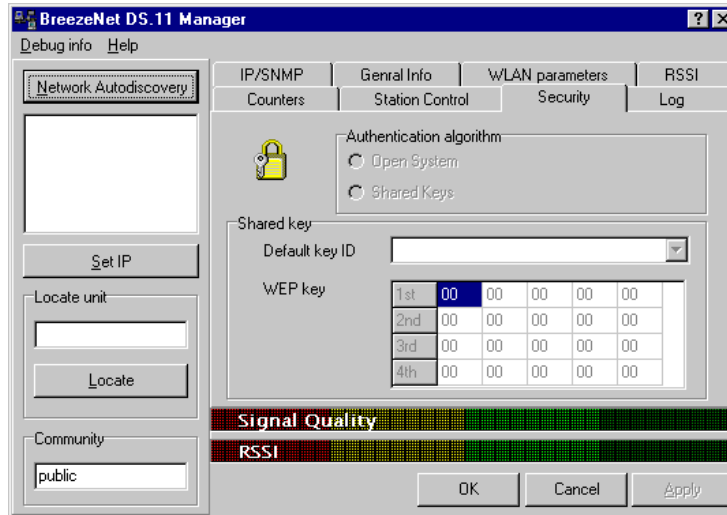 BreezeNet DS.11 Manager
Debug info Help
Network Autodiscovery
Set IP
Locate unit
Locate
Community
public
IP/SNMP Genral Info WLAN parameters RSSI
Counters Station Control Security Log
Authentication algorithm
Open System
Shared Keys
Shared key
Default key ID
WEP key
1st 00 00 00 00 00
2nd 00 00 00 00 00
3rd 00 00 00 00 00
4th 00 00 00 00 00
Signal Quality
RSSI
OK Cancel Apply